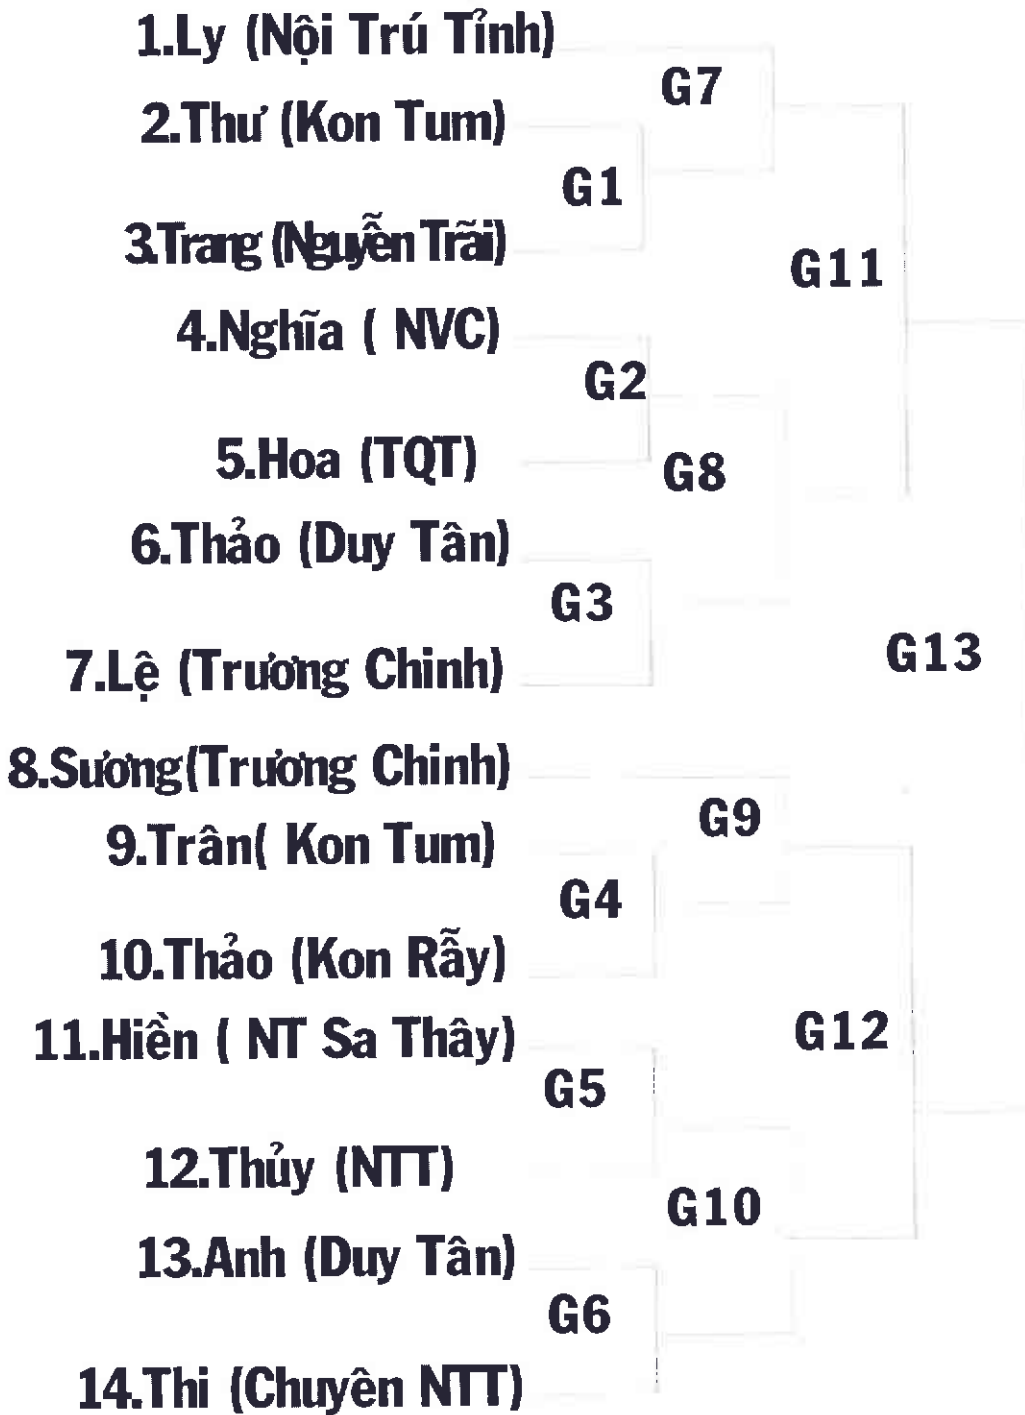 1.Ly (Nội Trú Tỉnh)
G7
2.Thư (Kon Tum)
G1
3.Trang (Nguyễn Trãi)
G11
4.Nghĩa ( NVC)
G2
5.Hoa (TQT)
G8
6.Thảo (Duy Tân)
G3
G13
7.Lệ (Trương Chinh)
8.Sương(Trương Chinh)
G9
9.Trân( Kon Tum)
G4
10.Thảo (Kon Rẫy)
11.Hiền ( NT Sa Thây)
G12
G5
12.Thủy (NTT)
G10
13.Anh (Duy Tân)
G6
14.Thi (Chuyên NTT)